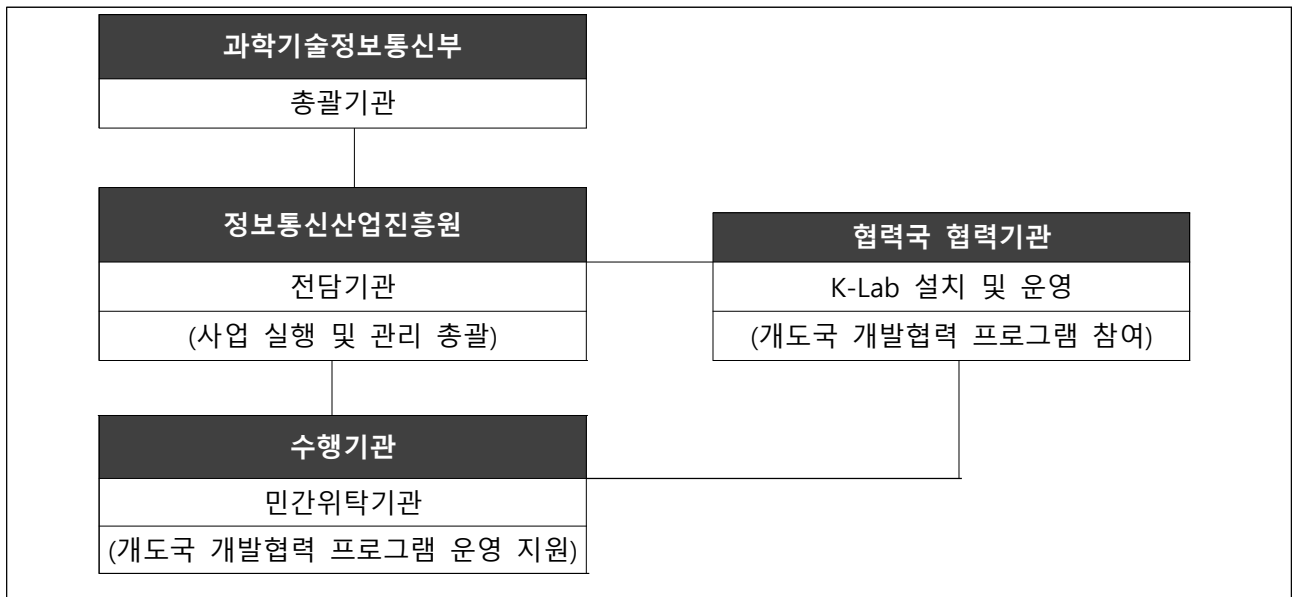 과학기술정보통신부
총괄기관
정보통신산업진흥원
전담기관
(사업 실행 및 관리 총괄)
협력국 협력기관
K-Lab 설치 및 운영
(개도국 개발협력 프로그램 참여)
수행기관
민간위탁기관
(개도국 개발협력 프로그램 운영 지원)